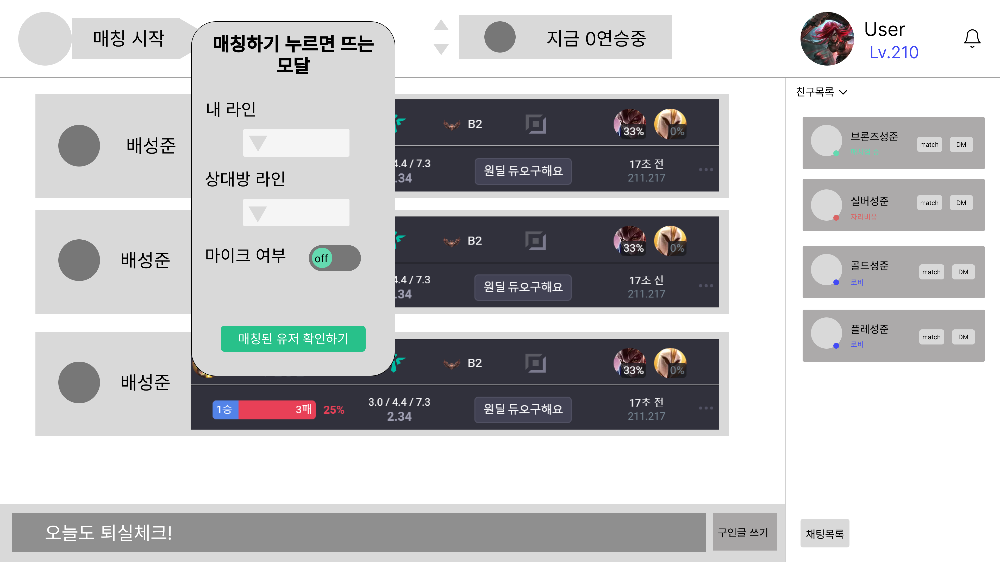 매칭 시작
지금 0연승중
User
Lv.210
매칭하기 누르면 뜨는
모달
내 라인
상대방 라인
마이크 여부
off
매칭된 유저 확인하기
배성준
B2
33%
0%
4.4 / 7.3
.34
원딜 듀오구해요
17초 전
211.217
배성준
B2
33%
0%
4.4 / 7.3
.34
원딜 듀오구해요
17초 전
211.217
배성준
B2
33%
0%
1승
3패
25%
3.0 / 4.4 / 7.3
2.34
원딜 듀오구해요
17초 전
211.217
오늘도 퇴실체크!
구인글 쓰기
친구목록
브론즈성준
매치업 중
match
DM
실버성준
자리비움
match
DM
골드성준
로비
match
DM
플레성준
로비
match
DM
채팅목록